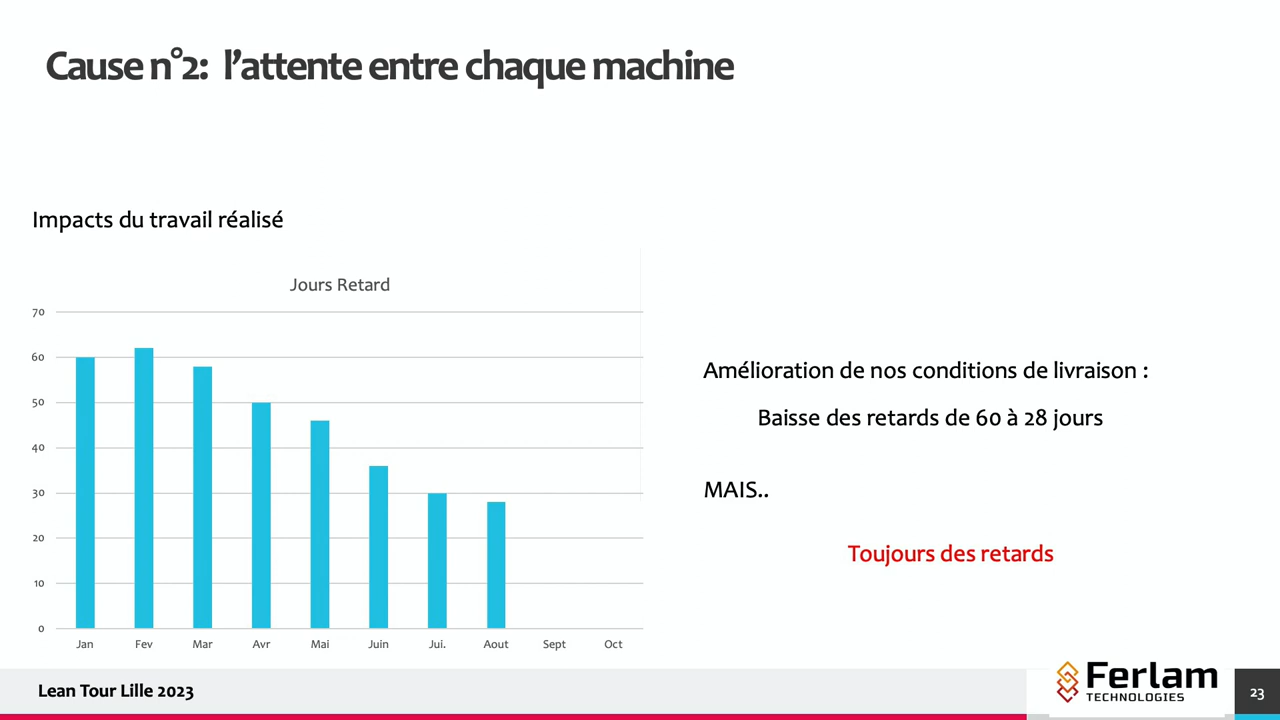 Cause n°2:  l'attente entre chaque machine
Impacts du travail réalisé
Jours Retard
70
60
50
40
30
20
10
0
Jan Fev Mar Avr Mai Juin Jui. Aout Sept Oct
Amélioration de nos conditions de livraison :
Baisse des retards de 60 à 28 jours
MAIS..
Toujours des retards
Lean Tour Lille 2023
Ferlam
TECHNOLOGIES
23